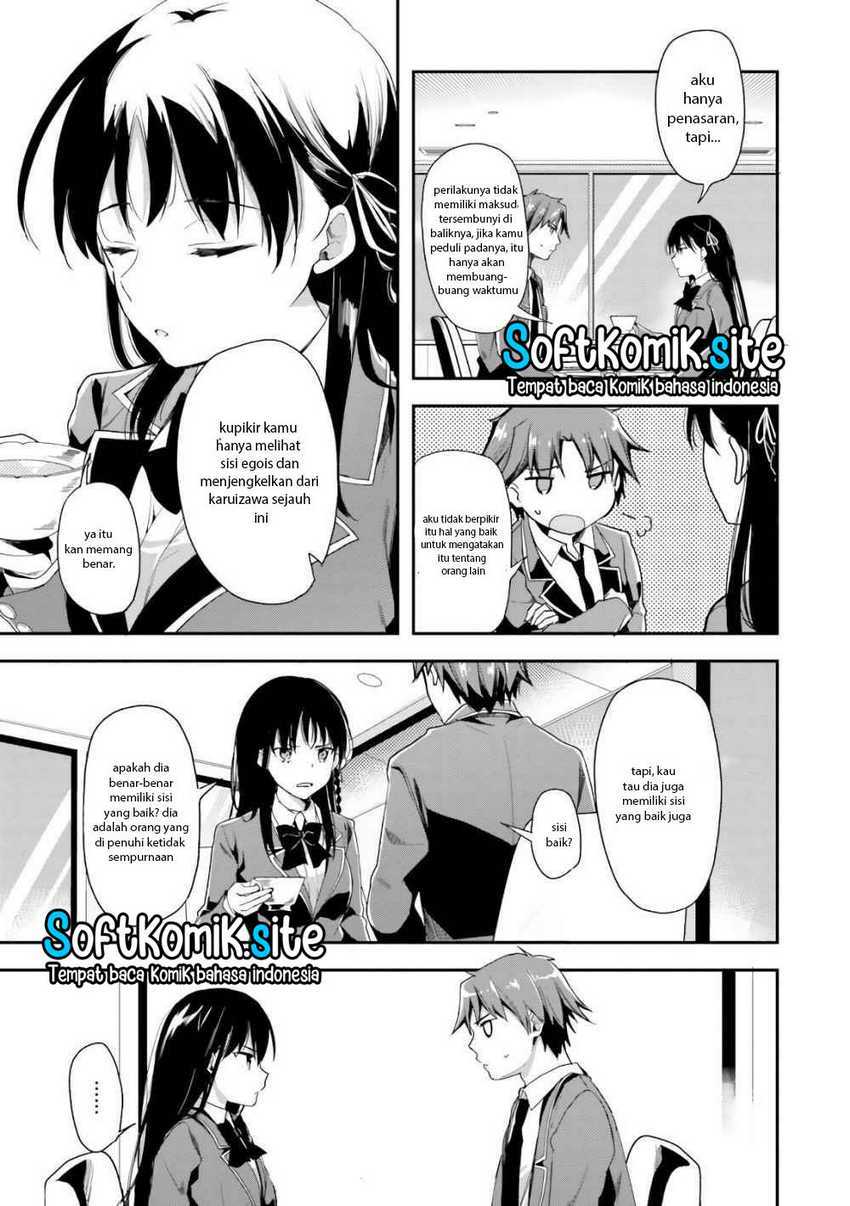 aku
hanya
penasaran,
tapi...
perilakunya tidak
memiliki maksud
tersembunyi di
baliknya, jika kamu
peduli padanya, itu
hanya akan
membuang-
buang waktumu
SoftKomik.site
Tempat baca Komik bahasa indonesia
kupikir kamu
hanya melihat
sisi egois dan
menjengkelkan dari
karuizawa sejauh
ini
ya itu
kan memang
benar.
aku tidak berpikir
itu hal yang baik
untuk mengatakan
itu tentang
orang lain
tapi, kau
tau dia juga
memiliki sisi
yang baik juga
sisi
baik?
apakah dia
benar-benar
memiliki sisi
yang baik? dia
adalah orang yang
di penuhi ketidak
sempurnaan
SoftKomik.site
Tempat baca Komik bahasa indonesia
......